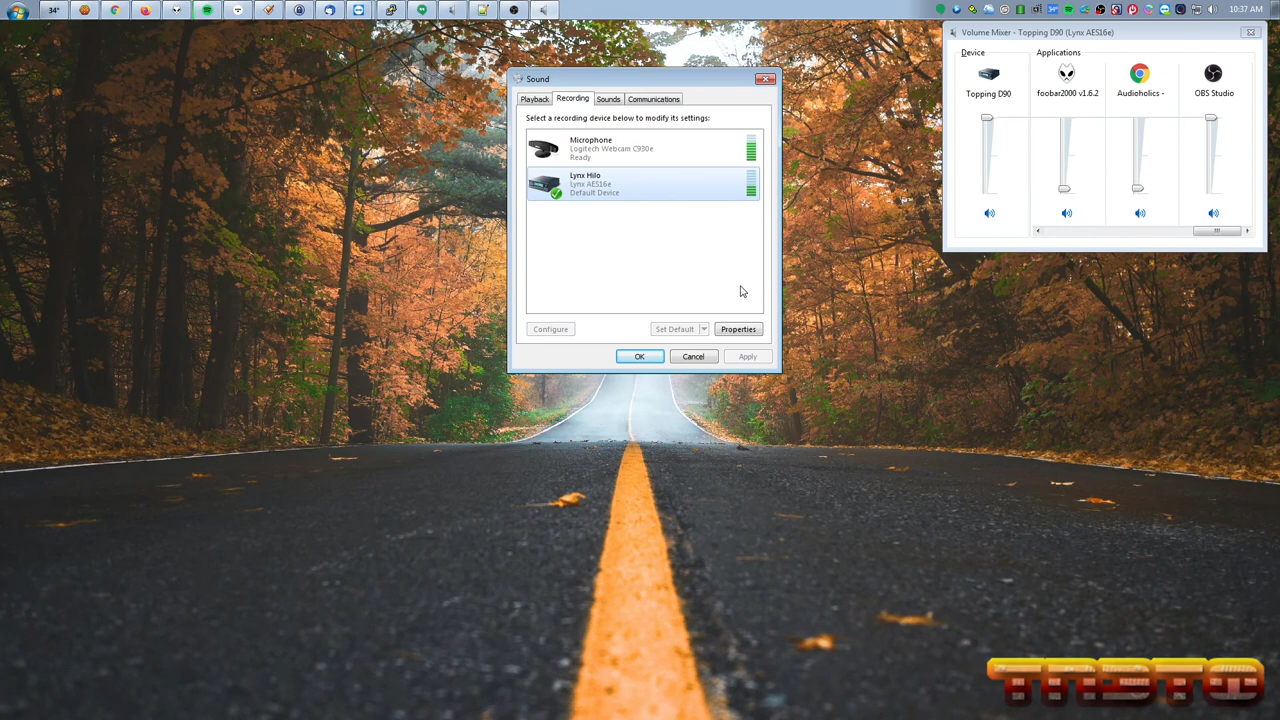 34°
34°
10:37 AM
Sound
Playback
Recording
Sounds
Communications
Select a recording device below to modify its settings:
Microphone
Logitech Webcam C930e
Ready
Lynx Hilo
Lynx AES16e
Default Device
Configure
Set Default
Properties
OK
Cancel
Apply
Volume Mixer - Topping D90 (Lynx AES16e)
Device
Applications
Topping D90
foobar2000 v1.6.2
Audioholics -
OBS Studio